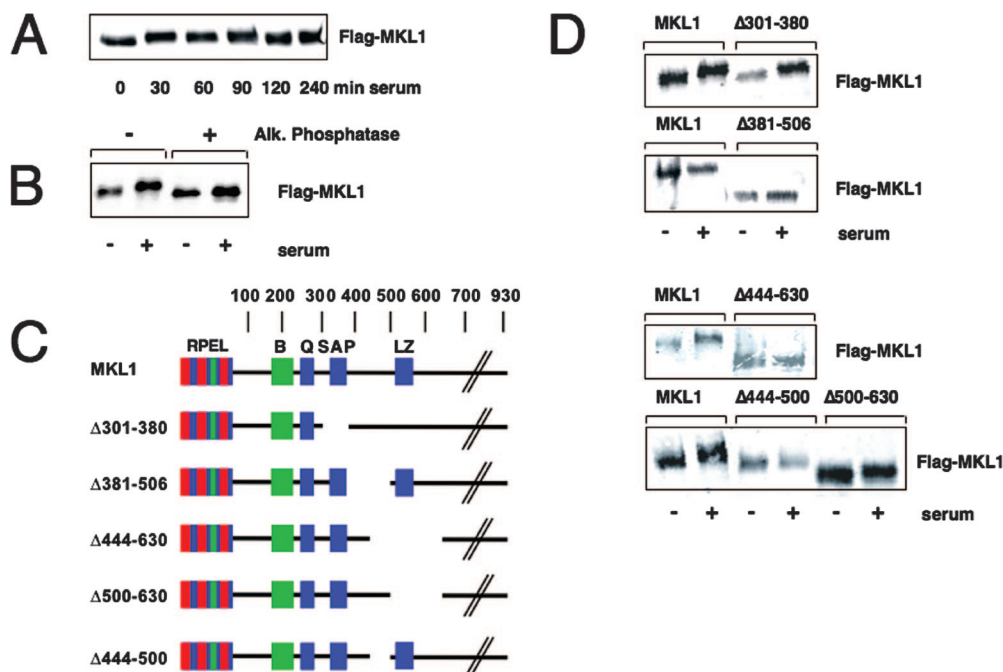 A
Flag-MKL1
0 30 60 90 120 240 min serum
- + Alk. Phosphatase
B
Flag-MKL1
- + - + serum
100 200 300 400 500 600 700 930
C
RPEL B Q SAP LZ
MKL1
Δ301-380
Δ381-506
Δ444-630
Δ500-630
Δ444-500
D
MKL1 Δ301-380
Flag-MKL1
MKL1 Δ381-506
Flag-MKL1
- + - + serum
MKL1 Δ444-630
Flag-MKL1
MKL1 Δ444-500 Δ500-630
Flag-MKL1
- + - + - + serum